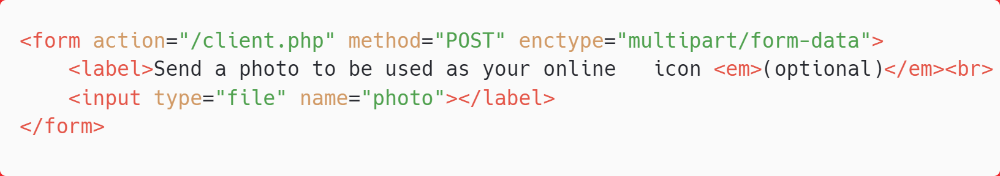 <form action="/client.php" method="POST" enctype="multipart/form-data">
    <label>Send a photo to be used as your online   icon <em>(optional)</em><br>
    <input type="file" name="photo"></label>
</form>